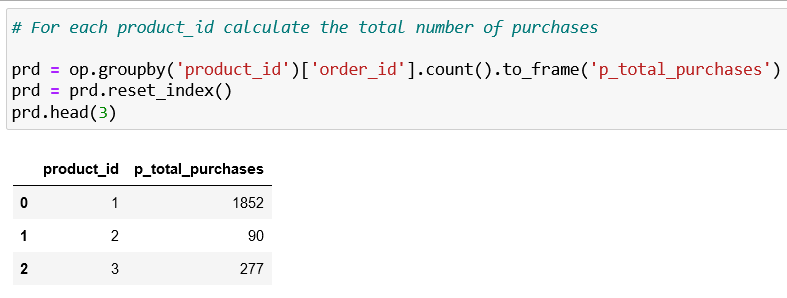 # For each product_id calculate the total number of purchases
prd = op.groupby('product_id')['order_id'].count().to_frame('p_total_purchases')
prd = prd.reset_index()
prd.head(3)
product_id p_total_purchases
0 1 1852
1 2 90
2 3 277